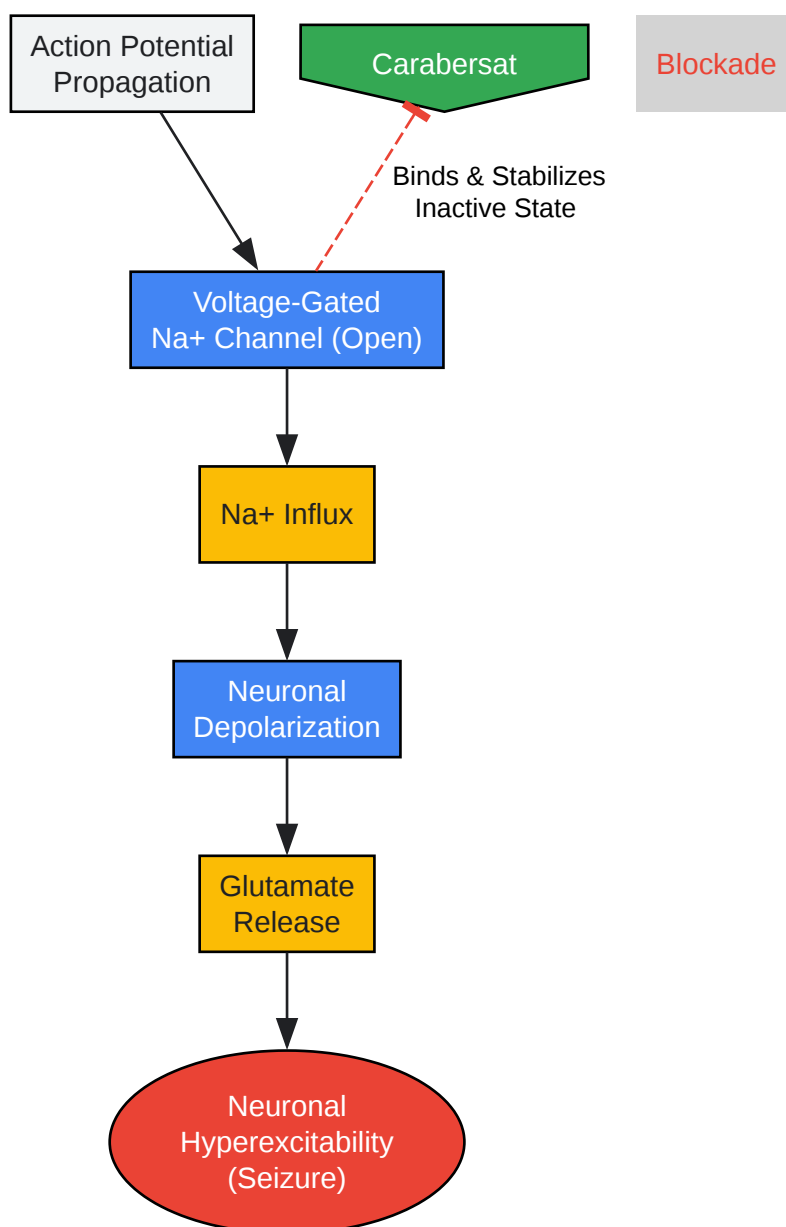 Action Potential
Propagation
Carabersat
Blockade
Binds & Stabilizes
Inactive State
Voltage-Gated
Na+ Channel (Open)
Na+ Influx
Neuronal
Depolarization
Glutamate
Release
Neuronal
Hyperexcitability
(Seizure)